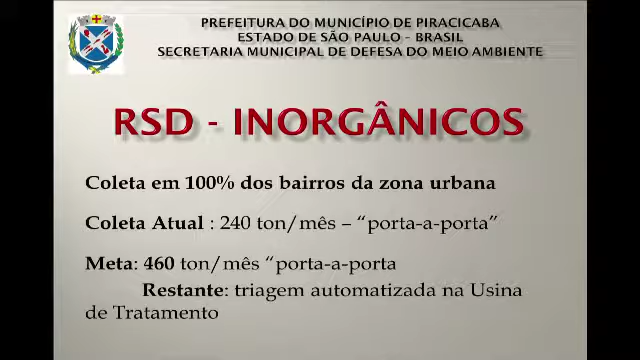 PREFEITURA DO MUNICÍPIO DE PIRACICABA
ESTADO DE SÃO PAULO – BRASIL
SECRETARIA MUNICIPAL DE DEFESA DO MEIO AMBIENTE
RSD - INORGÂNICOS
Coleta em 100% dos bairros da zona urbana
Coleta Atual : 240 ton/mês – “porta-a-porta”
Meta: 460 ton/mês “porta-a-porta
Restante: triagem automatizada na Usina
de Tratamento